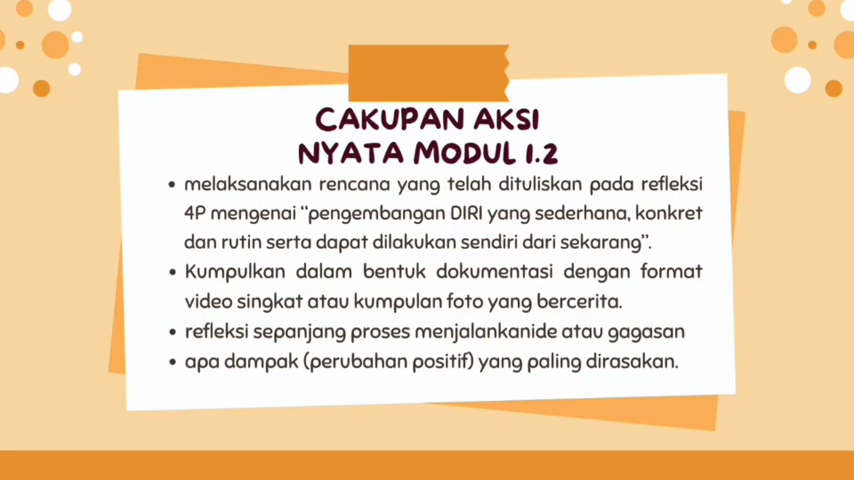 CAKUPAN AKSI
NYATA MODUL 1.2
• melaksanakan rencana yang telah dituliskan pada refleksi
4P mengenai “pengembangan DIRI yang sederhana, konkret
dan rutin serta dapat dilakukan sendiri dari sekarang”.
• Kumpulkan dalam bentuk dokumentasi dengan format
video singkat atau kumpulan foto yang bercerita.
• refleksi sepanjang proses menjalankanide atau gagasan
• apa dampak (perubahan positif) yang paling dirasakan.